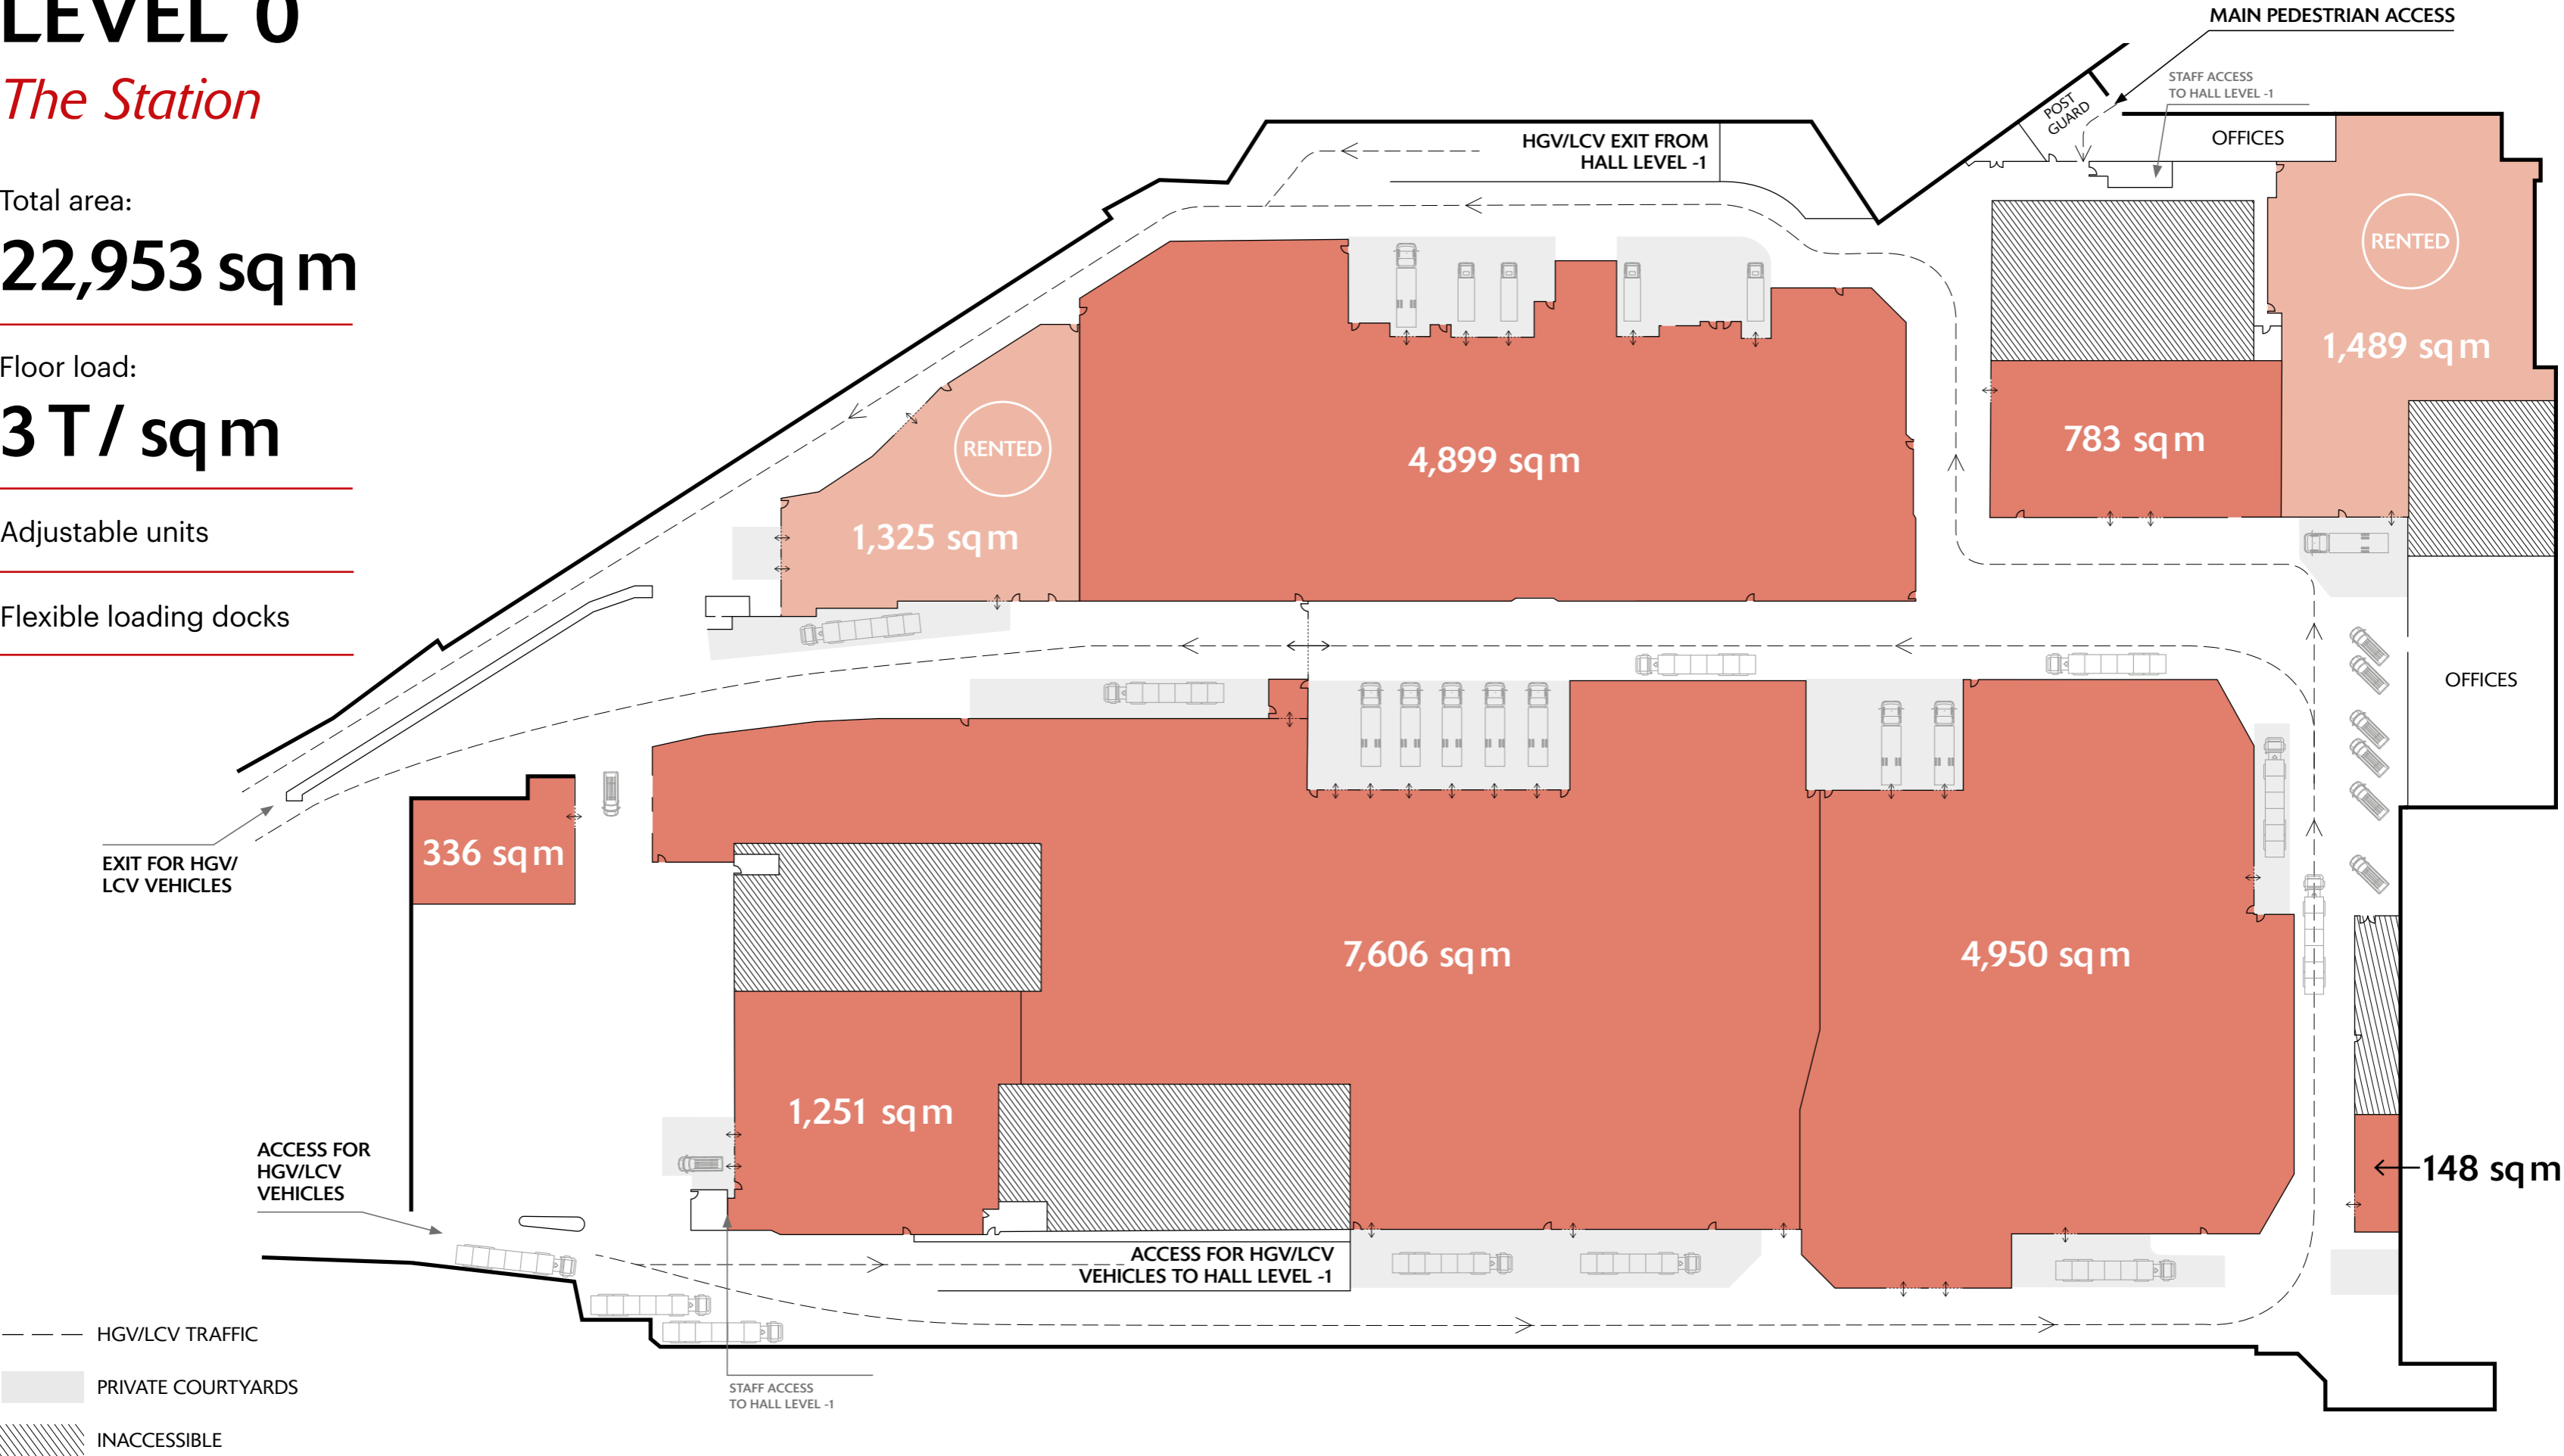 LEVEL 0
The Station
Total area:
22,953 sq m
Floor load:
3 T / sq m
Adjustable units
Flexible loading docks
MAIN PEDESTRIAN ACCESS
STAFF ACCESS
TO HALL LEVEL -1
POST
GUARD
OFFICES
HGV/LCV EXIT FROM
HALL LEVEL -1
RENTED
1,489 sq m
783 sq m
4,899 sq m
RENTED
1,325 sq m
OFFICES
336 sq m
EXIT FOR HGV/
LCV VEHICLES
7,606 sq m
4,950 sq m
1,251 sq m
148 sq m
ACCESS FOR
HGV/LCV
VEHICLES
ACCESS FOR HGV/LCV
VEHICLES TO HALL LEVEL -1
STAFF ACCESS
TO HALL LEVEL -1
HGV/LCV TRAFFIC
PRIVATE COURTYARDS
INACCESSIBLE